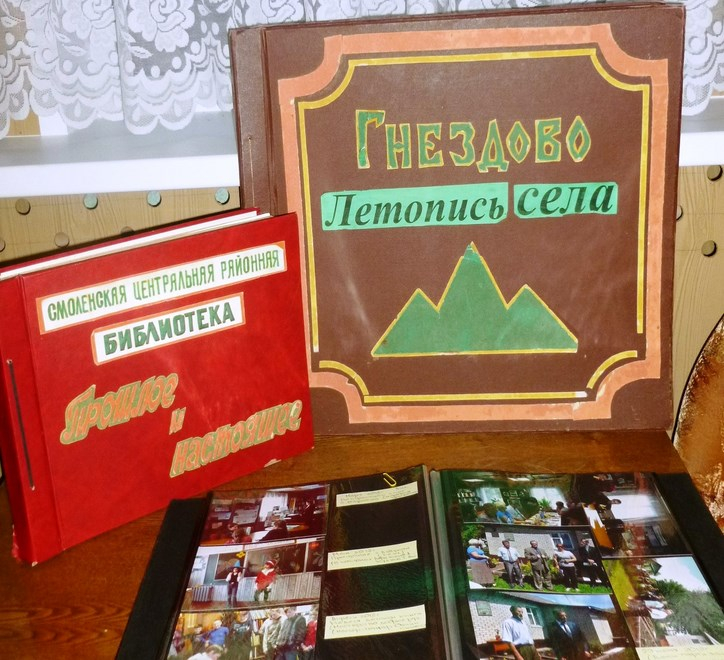 ГНЕЗДОВО
Летопись села
СМОЛЕНСКАЯ ЦЕНТРАЛЬНАЯ РАЙОННАЯ
БИБЛИОТЕКА
Прошлое
и
настоящее